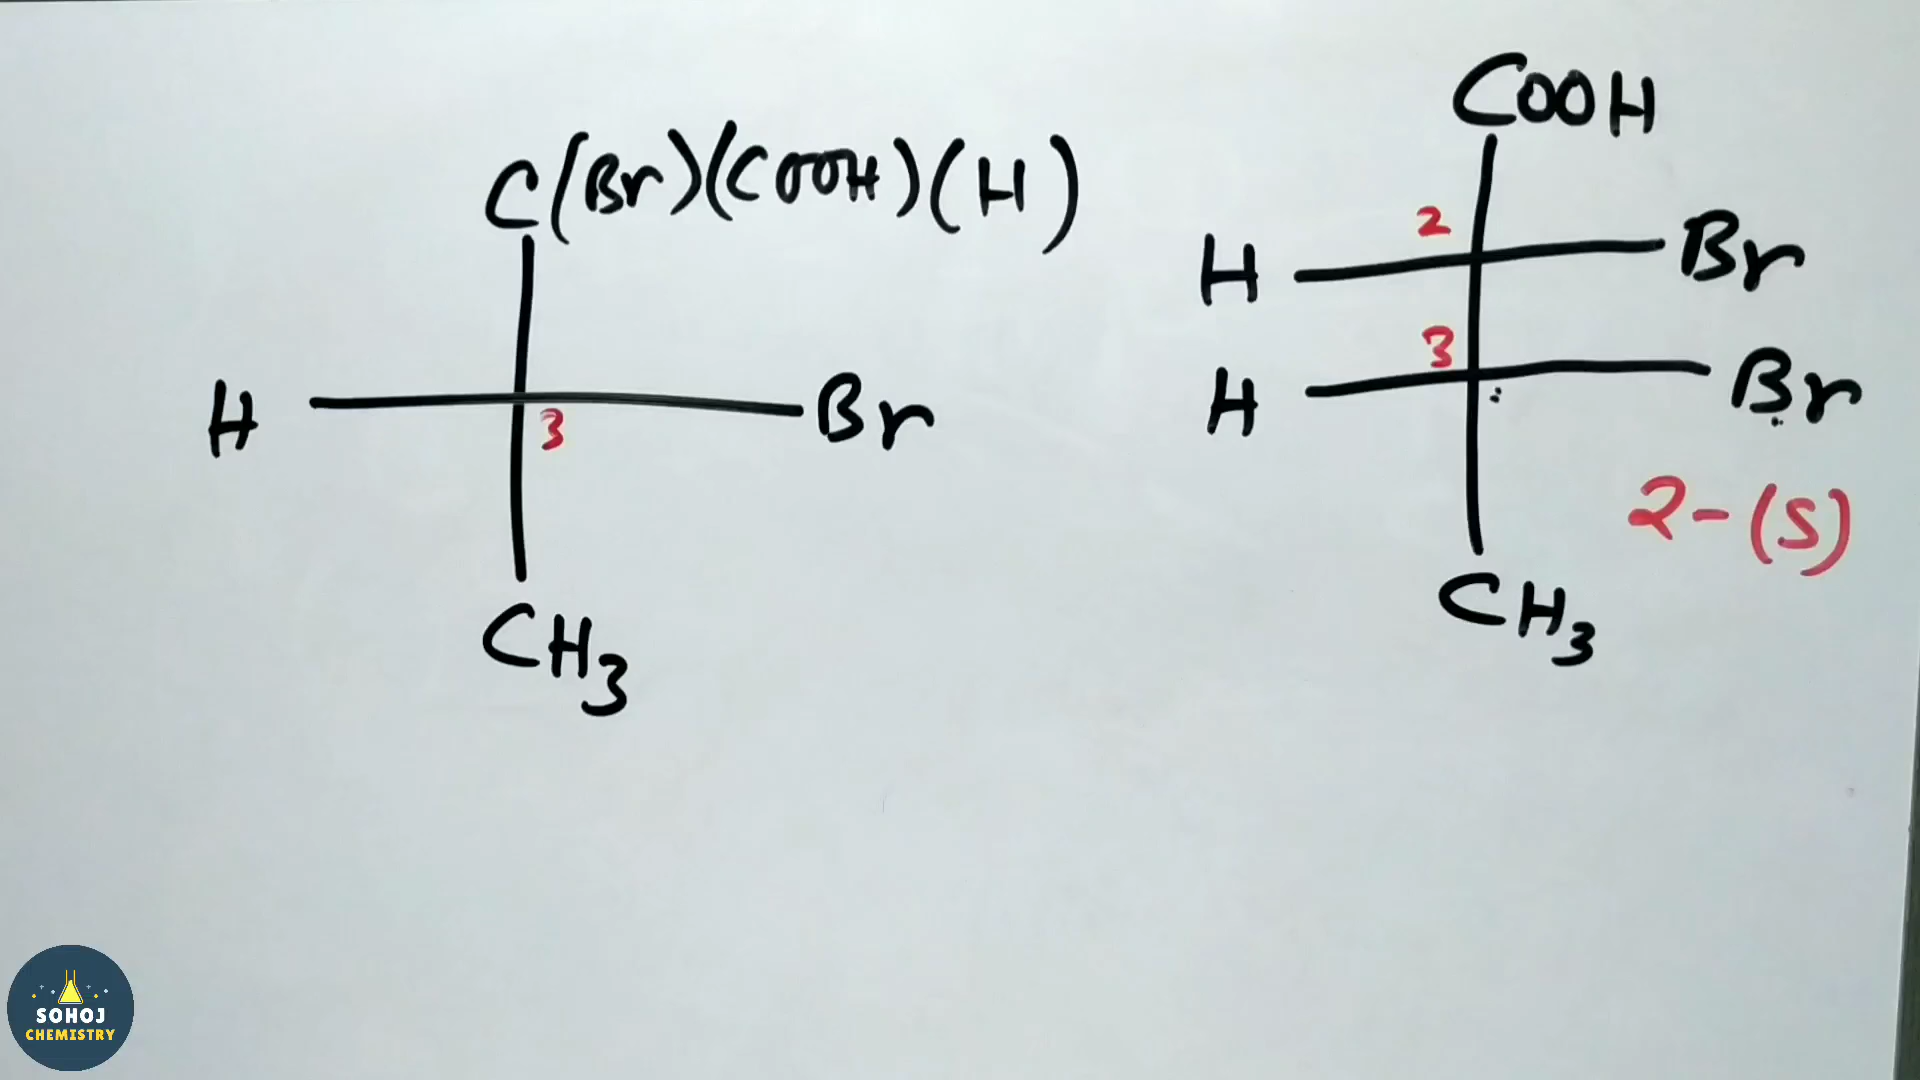 C(Br)(COOH)(H)
H 3 Br
CH3
COOH
2
H Br
3
H Br
2-(S)
CH3
SOHOJ
CHEMISTRY